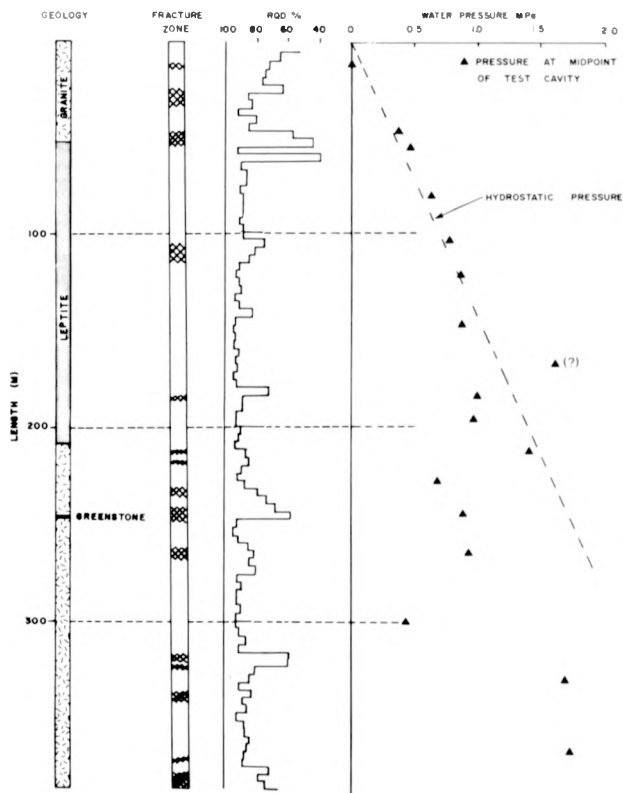 GEOLOGY
FRACTURE
ZONE
RQD %
100 80 60 40
WATER PRESSURE MPa
0 0.5 1.0 1.5 2.0
▲ PRESSURE AT MIDPOINT
OF TEST CAVITY
GRANITE
HYDROSTATIC PRESSURE
100
LEPTITE
(?)
LENGTH (M)
200
GREENSTONE
300